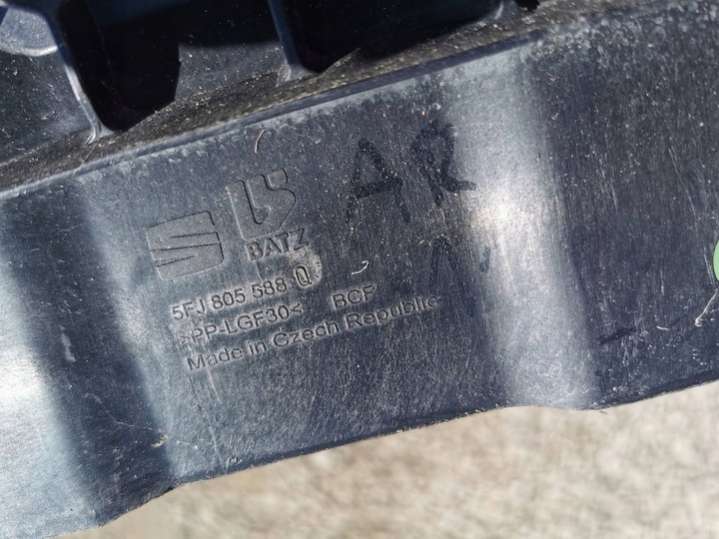 AR
BATZ
5FJ 805 588 Q
>PP-LGF30< BCF
Made in Czech Republic